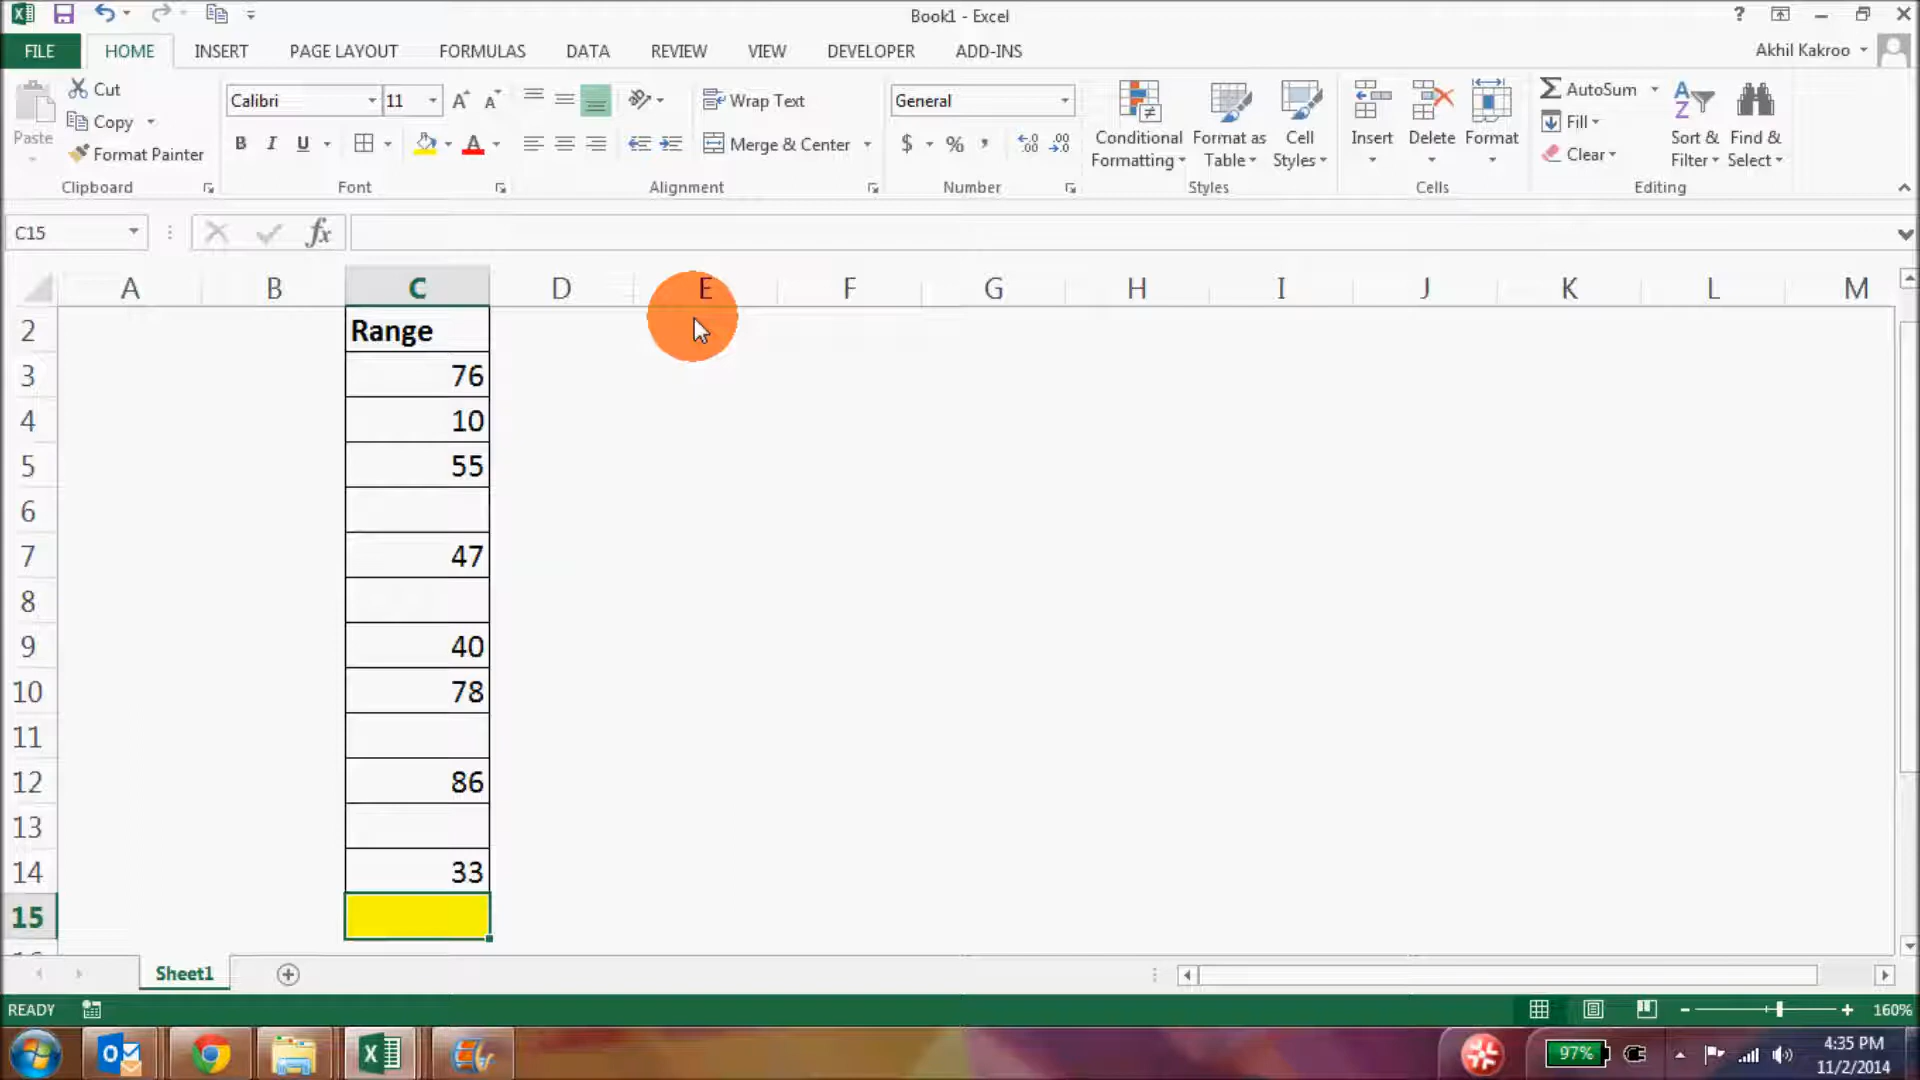 Book1 - Excel
FILE HOME INSERT PAGE LAYOUT FORMULAS DATA REVIEW VIEW DEVELOPER ADD-INS Akhil Kakroo
Paste
Cut
Copy
Format Painter
Clipboard
Calibri 11
B I U A
Font
Wrap Text
Merge & Center
Alignment
General
$ % ,
Number
Conditional Formatting
Format as Table
Cell Styles
Styles
Insert Delete Format
Cells
AutoSum
Fill
Clear
Sort & Filter
Find & Select
Editing
C15 fx
A B C D E F G H I J K L M
2 Range
3 76
4 10
5 55
6
7 47
8
9 40
10 78
11
12 86
13
14 33
15
Sheet1
READY 160%
97% 4:35 PM
11/2/2014